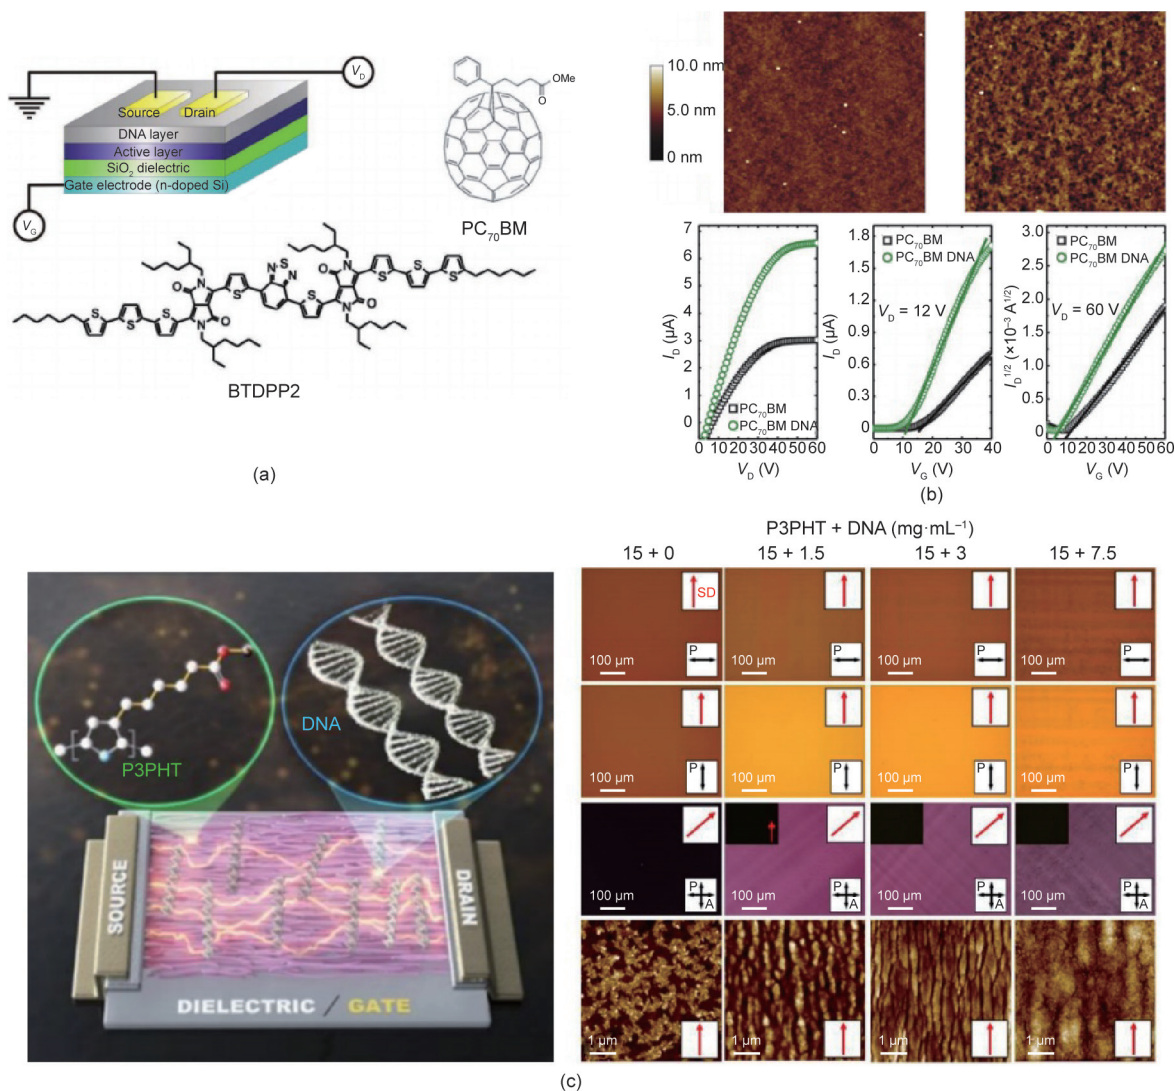 V_D
Source
Drain
DNA layer
Active layer
SiO₂ dielectric
Gate electrode (n-doped Si)
V_G
OMe
O
PC₇₀BM
S
N
N
N
O
N
O
S
S
S
S
S
S
S
S
O
N
O
N
BTDPP2
(a)
10.0 nm
5.0 nm
0 nm
7
6
5
4
3
2
1
0
I_D (μA)
PC₇₀BM
PC₇₀BM DNA
0 10 20 30 40 50 60
V_D (V)
1.8
1.5
1.2
0.9
0.6
0.3
0
I_D (μA)
PC₇₀BM
PC₇₀BM DNA
V_D = 12 V
0 10 20 30 40
V_G (V)
3.0
2.5
2.0
1.5
1.0
0.5
0
I_D^1/2 (×10⁻³ A^1/2)
PC₇₀BM
PC₇₀BM DNA
V_D = 60 V
0 10 20 30 40 50 60
V_G (V)
(b)
P3PHT
DNA
SOURCE
DRAIN
DIELECTRIC / GATE
P3PHT + DNA (mg·mL⁻¹)
15 + 0 15 + 1.5 15 + 3 15 + 7.5
SD
100 μm P 100 μm P 100 μm P 100 μm P
100 μm P 100 μm P 100 μm P 100 μm P
100 μm P A 100 μm P A 100 μm P A 100 μm P A
1 μm 1 μm 1 μm 1 μm
(c)